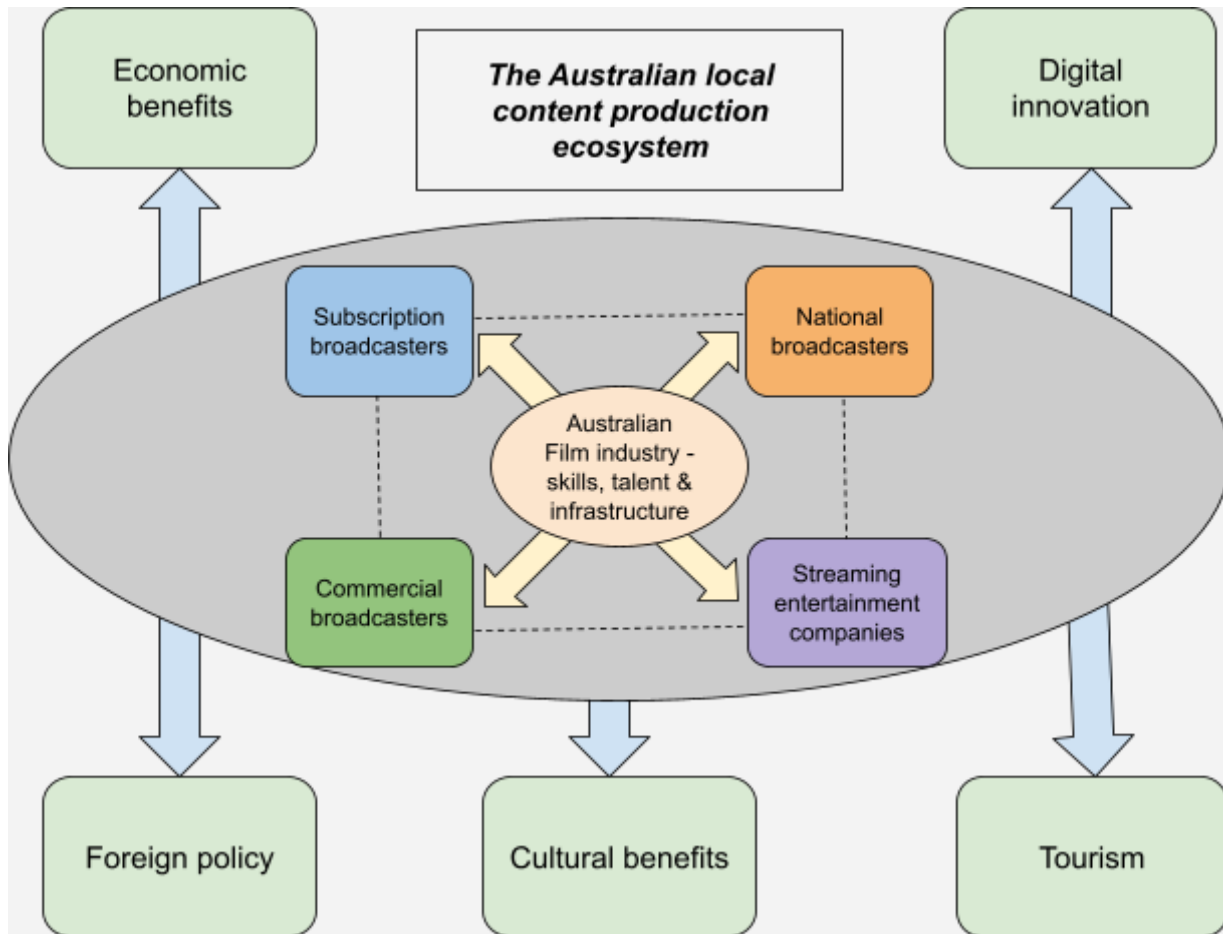 Economic
benefits
The Australian local
content production
ecosystem
Digital
innovation
Subscription
broadcasters
National
broadcasters
Australian
Film industry -
skills, talent &
infrastructure
Commercial
broadcasters
Streaming
entertainment
companies
Foreign policy
Cultural benefits
Tourism